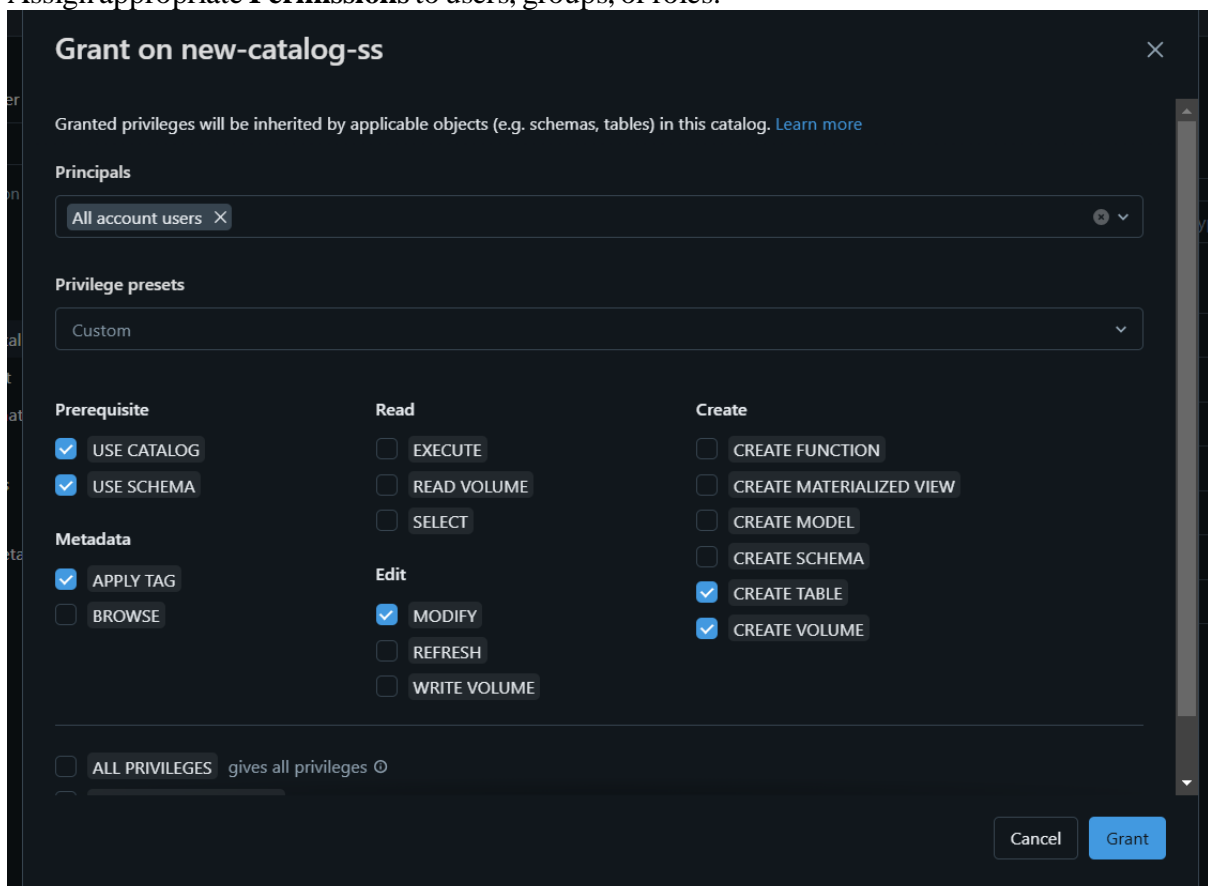 Assign appropriate Permissions to users, groups, or roles.
Grant on new-catalog-ss
Granted privileges will be inherited by applicable objects (e.g. schemas, tables) in this catalog. Learn more
Principals
All account users
Privilege presets
Custom
Prerequisite
USE CATALOG
USE SCHEMA
Metadata
APPLY TAG
BROWSE
Read
EXECUTE
READ VOLUME
SELECT
Edit
MODIFY
REFRESH
WRITE VOLUME
Create
CREATE FUNCTION
CREATE MATERIALIZED VIEW
CREATE MODEL
CREATE SCHEMA
CREATE TABLE
CREATE VOLUME
ALL PRIVILEGES gives all privileges
Cancel
Grant